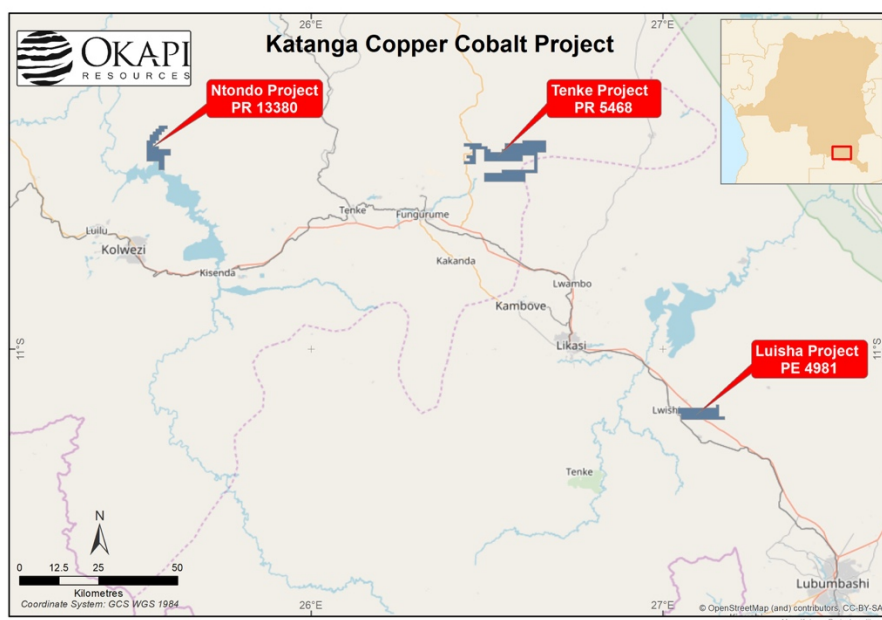 OKAPI
RESOURCES
26°E
27°E
Katanga Copper Cobalt Project
Ntondo Project
PR 13380
Tenke Project
PR 5468
Tenke
Fungurume
Luilu
Kolwezi
Kisenda
Kakanda
Lwambo
Kambove
Likasi
11°S
11°S
Luisha Project
PE 4981
Lwishi
Tenke
N
0 12.5 25 50
Kilometres
Coordinate System: GCS WGS 1984
26°E
27°E
Lubumbashi
© OpenStreetMap (and) contributors, CC-BY-SA